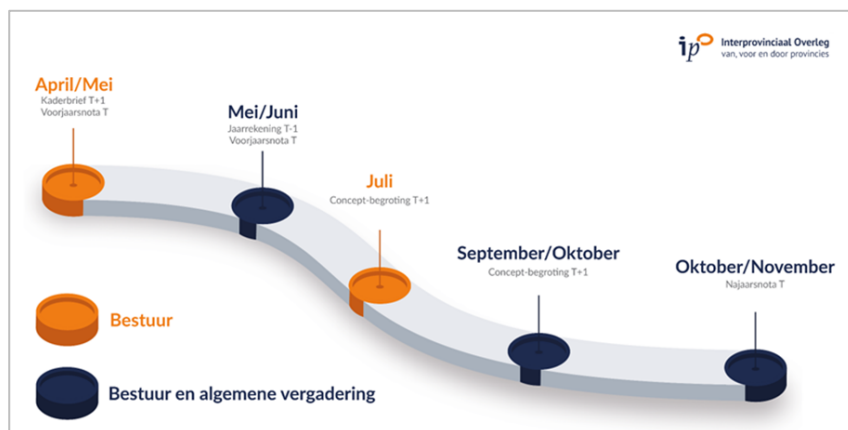 ip
Interprovinciaal Overleg
van, voor en door provincies
April/Mei
Kaderbrief T+1
Voorjaarsnota T
Mei/Juni
Jaarrekening T-1
Voorjaarsnota T
Juli
Concept-begroting T+1
September/Oktober
Concept-begroting T+1
Oktober/November
Najaarsnota T
Bestuur
Bestuur en algemene vergadering